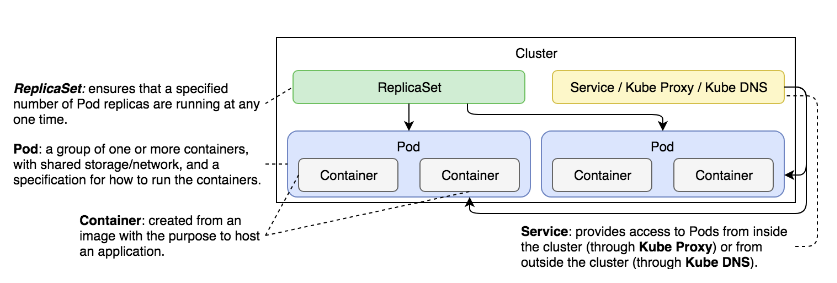 Cluster
ReplicaSet: ensures that a specified
number of Pod replicas are running at any
one time.
ReplicaSet
Service / Kube Proxy / Kube DNS
Pod: a group of one or more containers,
with shared storage/network, and a
specification for how to run the containers.
Pod
Container
Container
Pod
Container
Container
Container: created from an
image with the purpose to host
an application.
Service: provides access to Pods from inside
the cluster (through Kube Proxy) or from
outside the cluster (through Kube DNS).